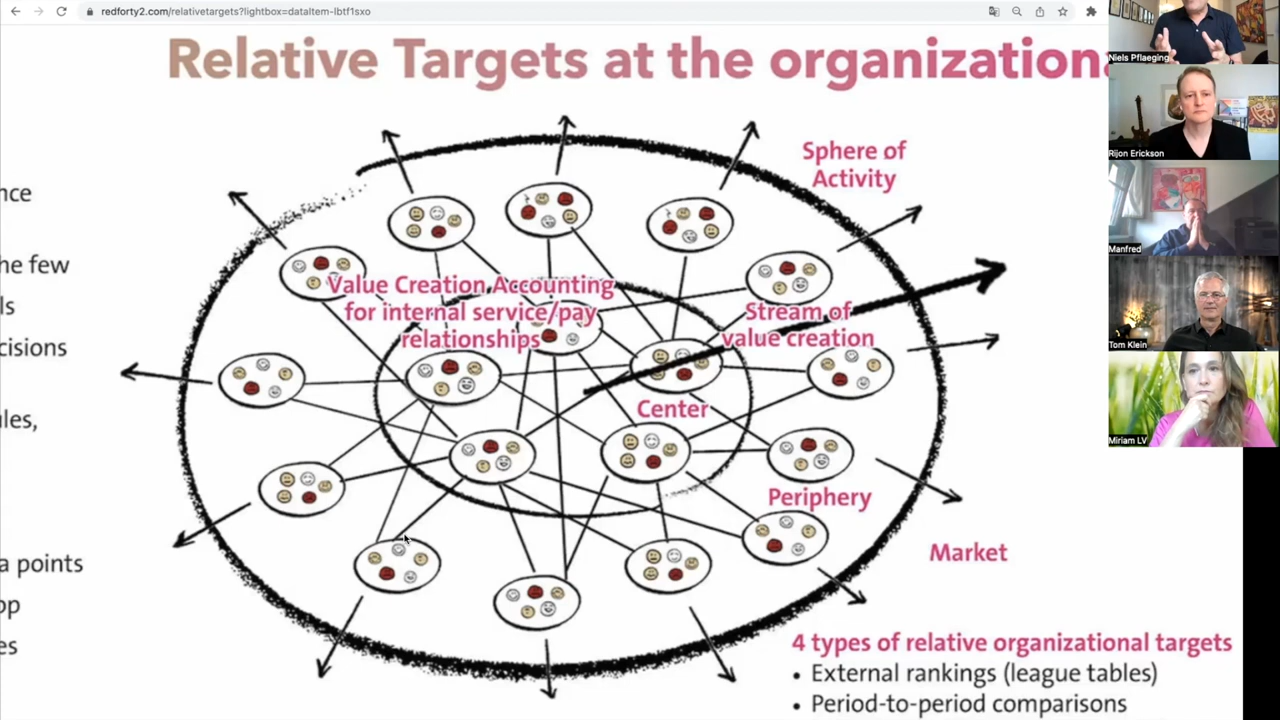 redforty2.com/relativetargets?lightbox=dataItem-lbtf1sxo
Relative Targets at the organizationa
nce
he few
ls
cisions
les,
a points
op
es
Sphere of
Activity
Value Creation Accounting
for internal service/pay
relationships
Stream of
value creation
Center
Periphery
Market
4 types of relative organizational targets
• External rankings (league tables)
• Period-to-period comparisons
Niels Pflaeging
Rijon Erickson
Manfred
Tom Klein
Miriam LV